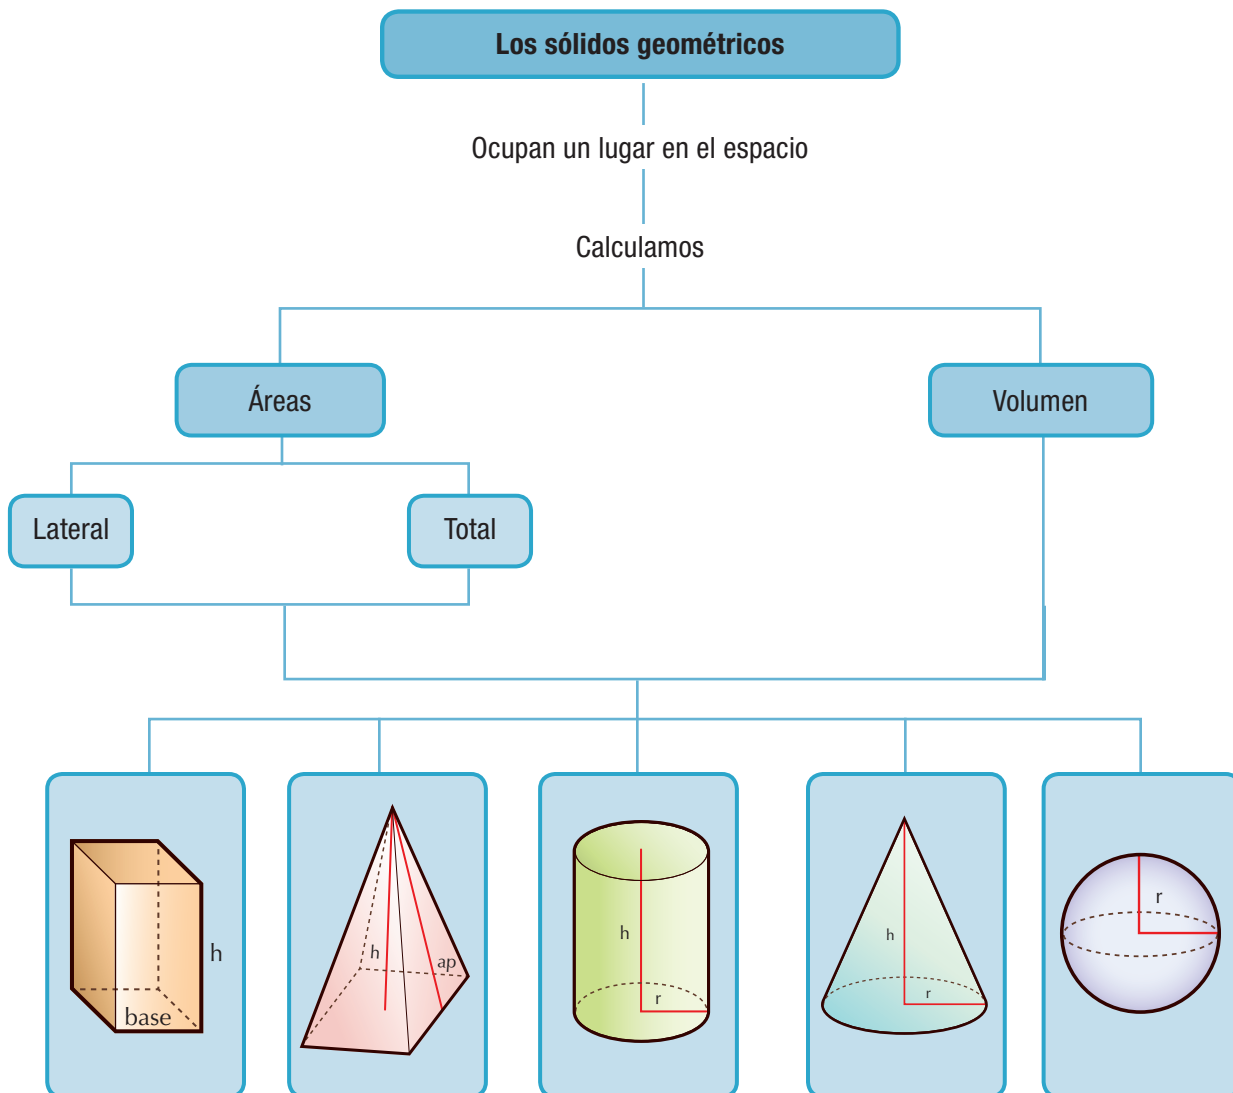 Los sólidos geométricos
Ocupan un lugar en el espacio
Calculamos
Áreas
Volumen
Lateral
Total
h
base
h
ap
h
r
h
r
r